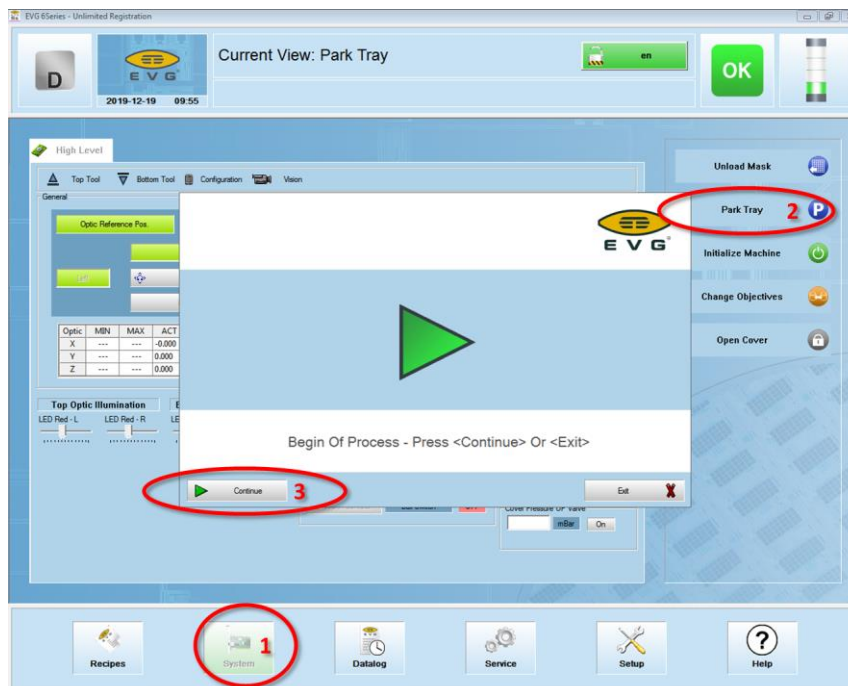 EVG 6Series - Unlimited Registration
D
EVG
2019-12-19 09:55
Current View: Park Tray
en
OK
High Level
Top Tool Bottom Tool Configuration Vision
General
Optic Reference Pos.
Left
Optic MIN MAX ACT
X --- --- -0.000
Y --- --- 0.000
Z --- --- 0.000
Top Optic Illumination
LED Red - L LED Red - R LE
EVG
Begin Of Process - Press <Continue> Or <Exit>
Continue 3
Exit
mBar On
Unload Mask
Park Tray 2 P
Initialize Machine
Change Objectives
Open Cover
Recipes
System 1
Datalog
Service
Setup
? Help